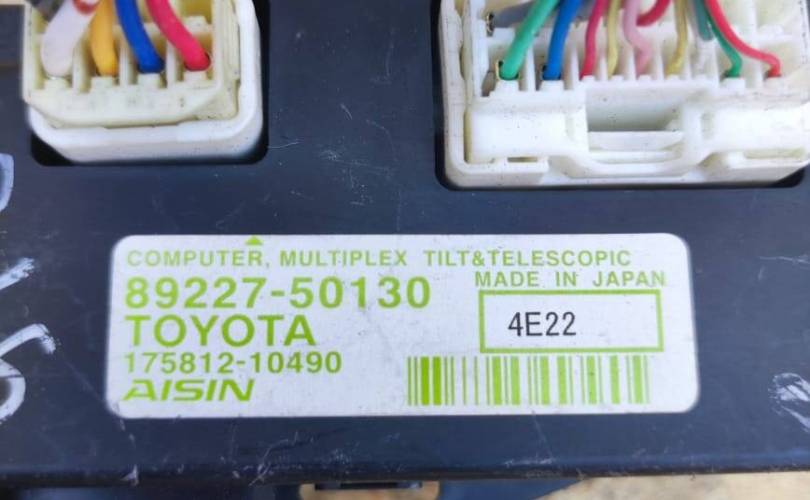 COMPUTER, MULTIPLEX TILT&TELESCOPIC
MADE IN JAPAN
89227-50130
4E22
TOYOTA
175812-10490
AISIN